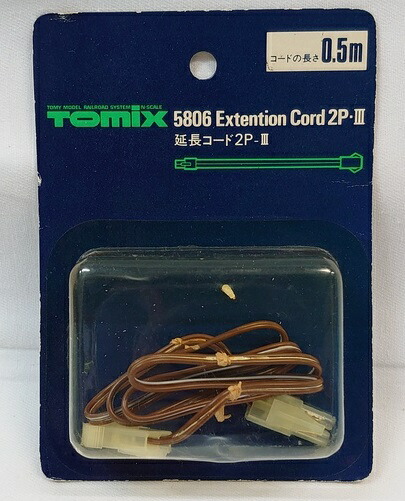 コードの長さ 0.5m
TOMY MODEL RAILROAD SYSTEM N-SCALE
TOMIX 5806 Extention Cord 2P-III
延長コード2P-III